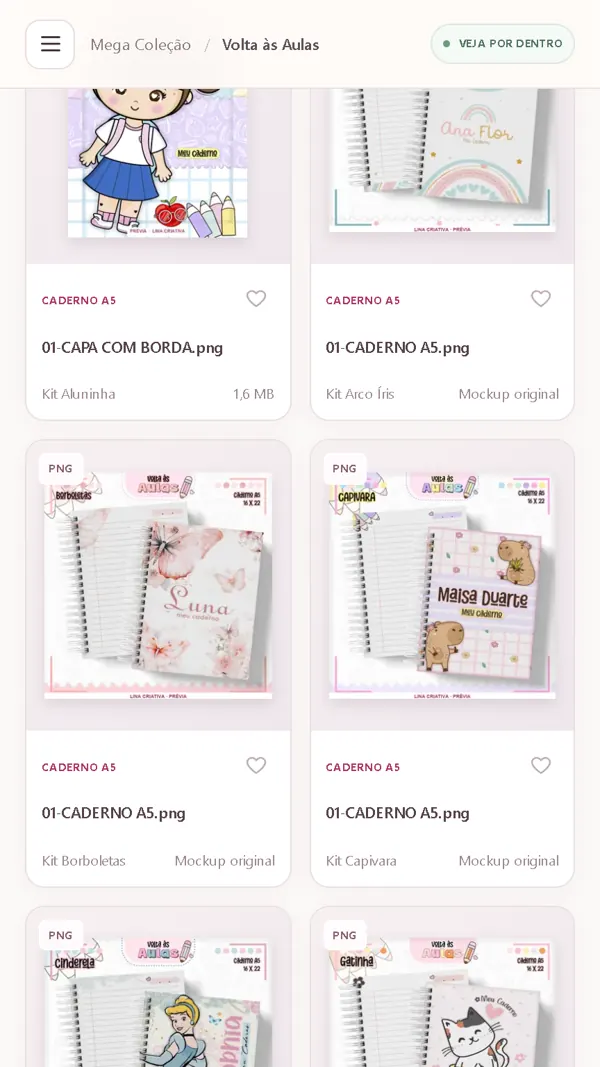 Mega Coleção / Volta às Aulas
VEJA POR DENTRO
Meu Caderno
PRÉVIA · LINA CRIATIVA
Ana Flor
LINA CRIATIVA · PRÉVIA
CADERNO A5
01-CAPA COM BORDA.png
Kit Aluninha
1,6 MB
CADERNO A5
01-CADERNO A5.png
Kit Arco Íris
Mockup original
PNG
Borboletas
Volta às
Aulas
CADERNO A5
16 X 22
Luna
meu caderno
LINA CRIATIVA · PRÉVIA
CADERNO A5
01-CADERNO A5.png
Kit Borboletas
Mockup original
PNG
CAPIVARA
Volta às
Aulas
CADERNO A5
16 X 22
Maisa Duarte
Meu Caderno
LINA CRIATIVA · PRÉVIA
CADERNO A5
01-CADERNO A5.png
Kit Capivara
Mockup original
PNG
Cinderela
Volta às
Aulas
CADERNO A5
16 X 22
PNG
Gatinha
Volta às
Aulas
CADERNO A5
16 X 22
Meu Caderno